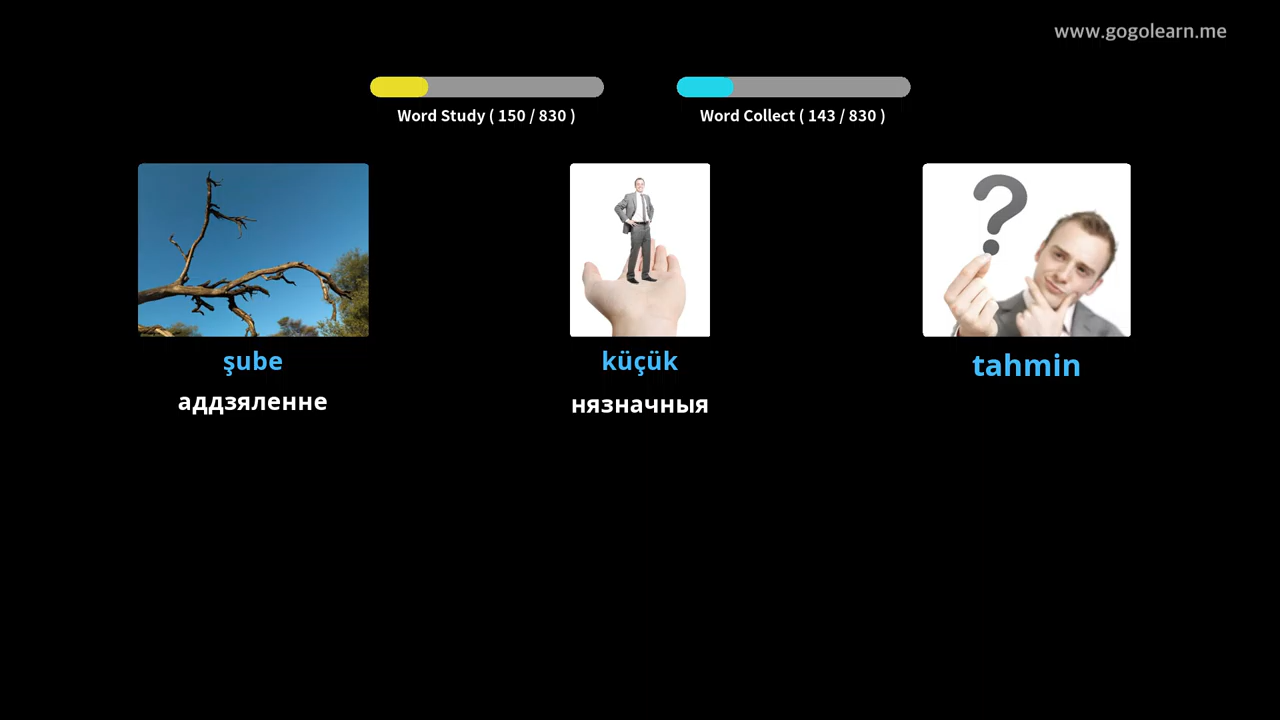 www.gogolearn.me
Word Study ( 150 / 830 )
Word Collect ( 143 / 830 )
şube
küçük
tahmin
аддзяленне
нязначныя